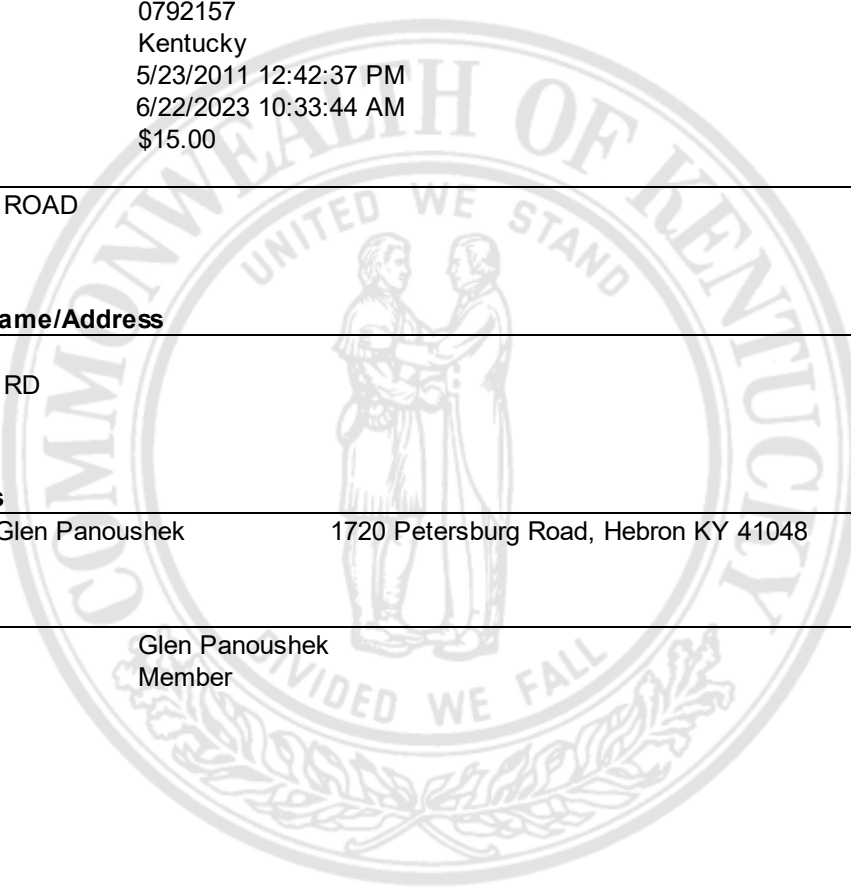 0792157
Kentucky
5/23/2011 12:42:37 PM
6/22/2023 10:33:44 AM
$15.00
ROAD
ame/Address
RD
s
Glen Panoushek 1720 Petersburg Road, Hebron KY 41048
Glen Panoushek
Member
COMMONWEALTH OF KENTUCKY
UNITED WE STAND
DIVIDED WE FALL